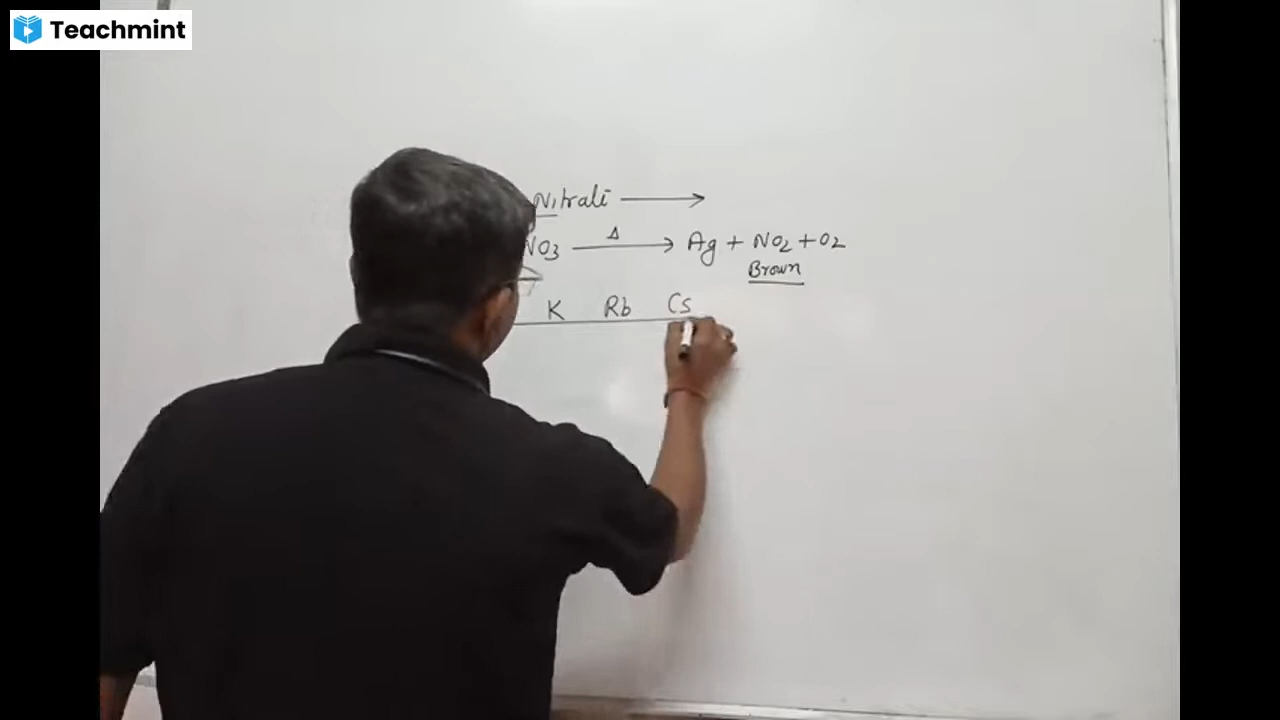 Teachmint
Nitrate →
NO3 —Δ→ Ag + NO2 + O2
Brown
K Rb Cs